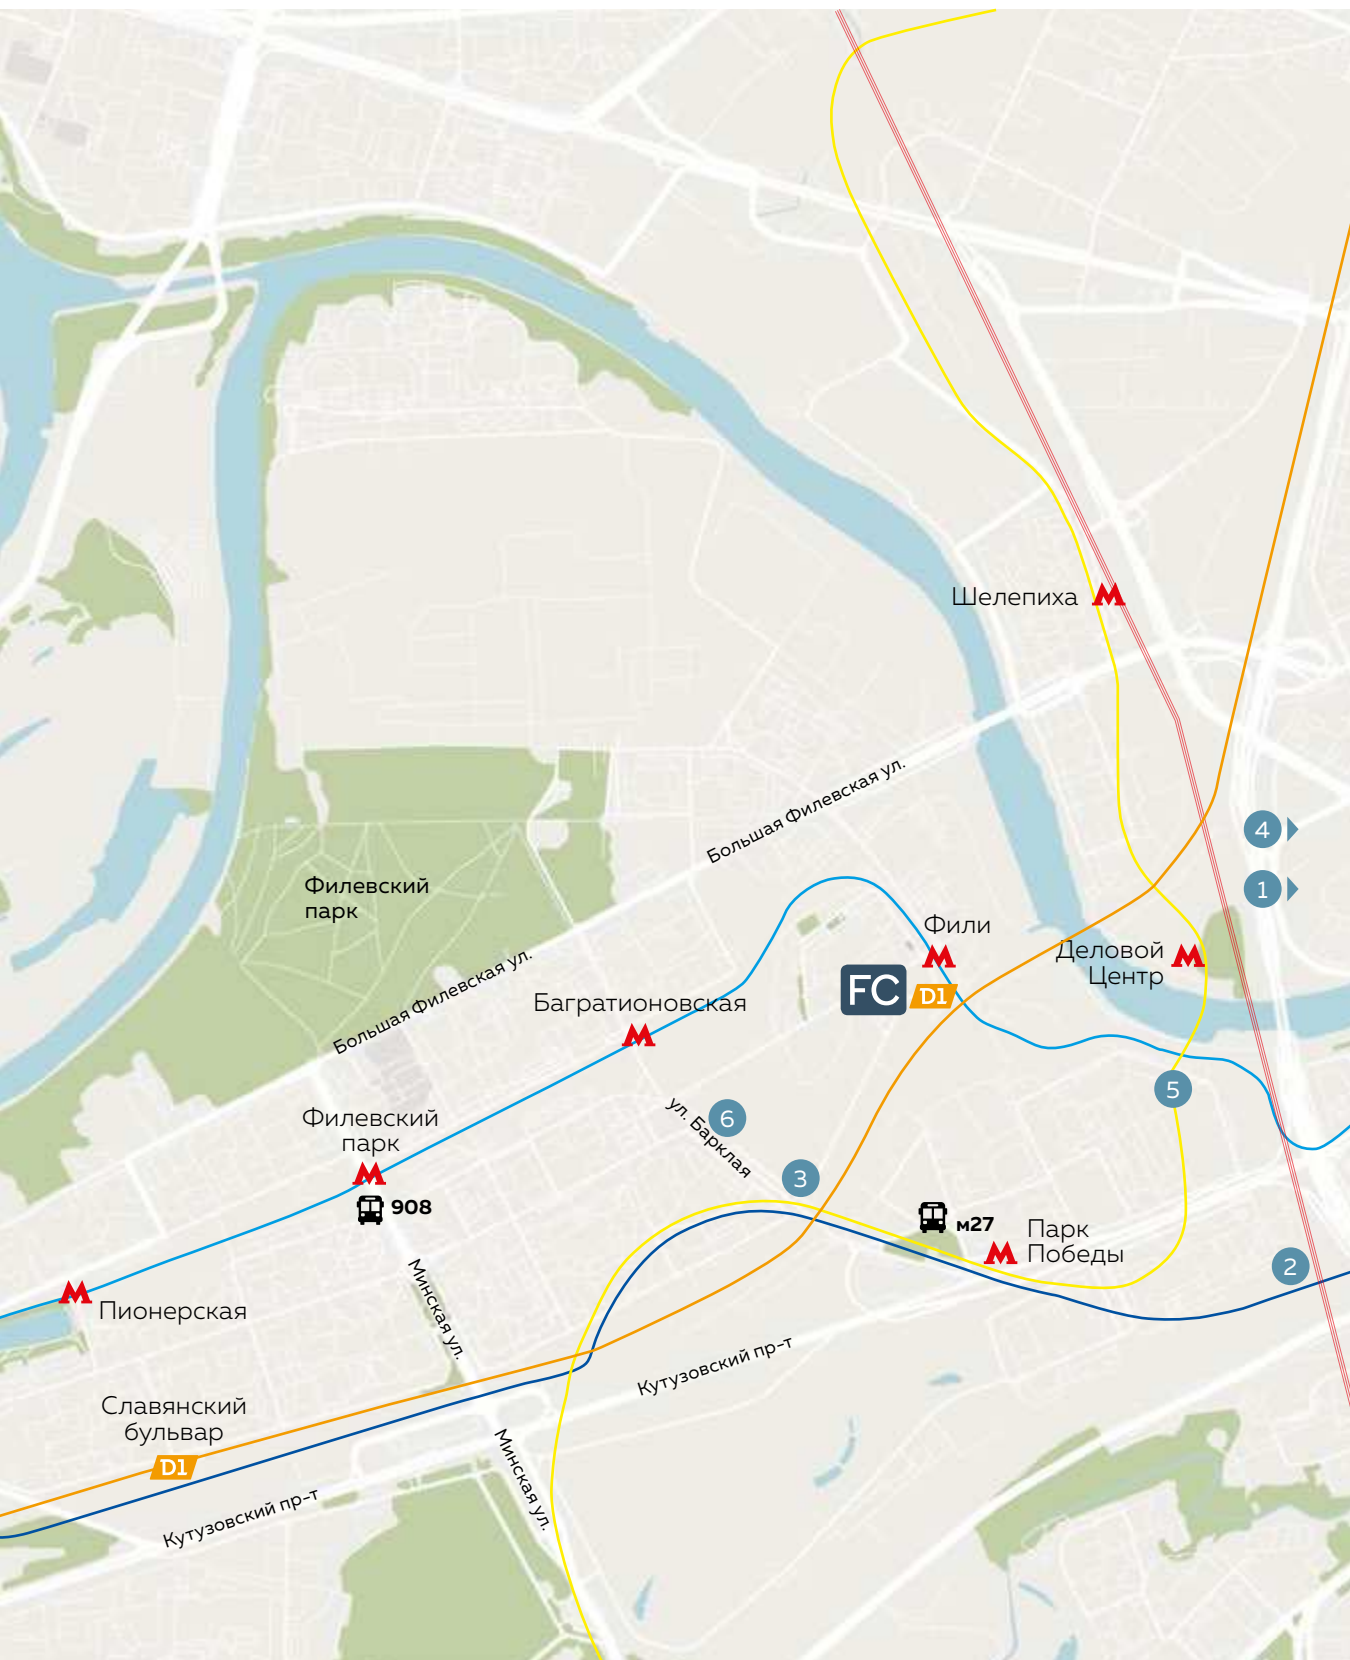 Шелепиха
Большая Филевская ул.
4
1
Филевский
парк
Фили
Деловой
Центр
FC
D1
Большая Филевская ул.
Багратионовская
5
ул. Барклая
6
Филевский
парк
3
908
м27
Парк
Победы
2
Пионерская
Минская ул.
Кутузовский пр-т
Славянский
бульвар
D1
Минская ул.
Кутузовский пр-т